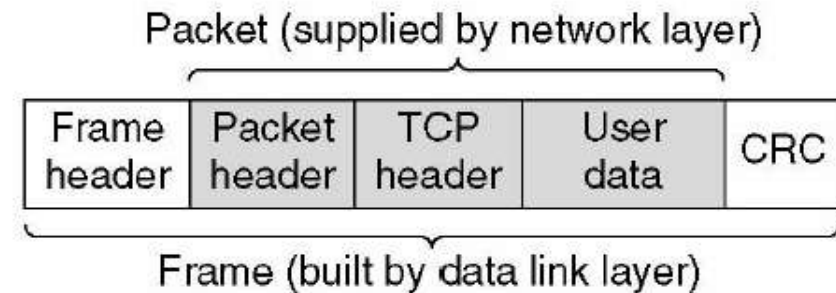 Packet (supplied by network layer)
Frame header
Packet header
TCP header
User data
CRC
Frame (built by data link layer)